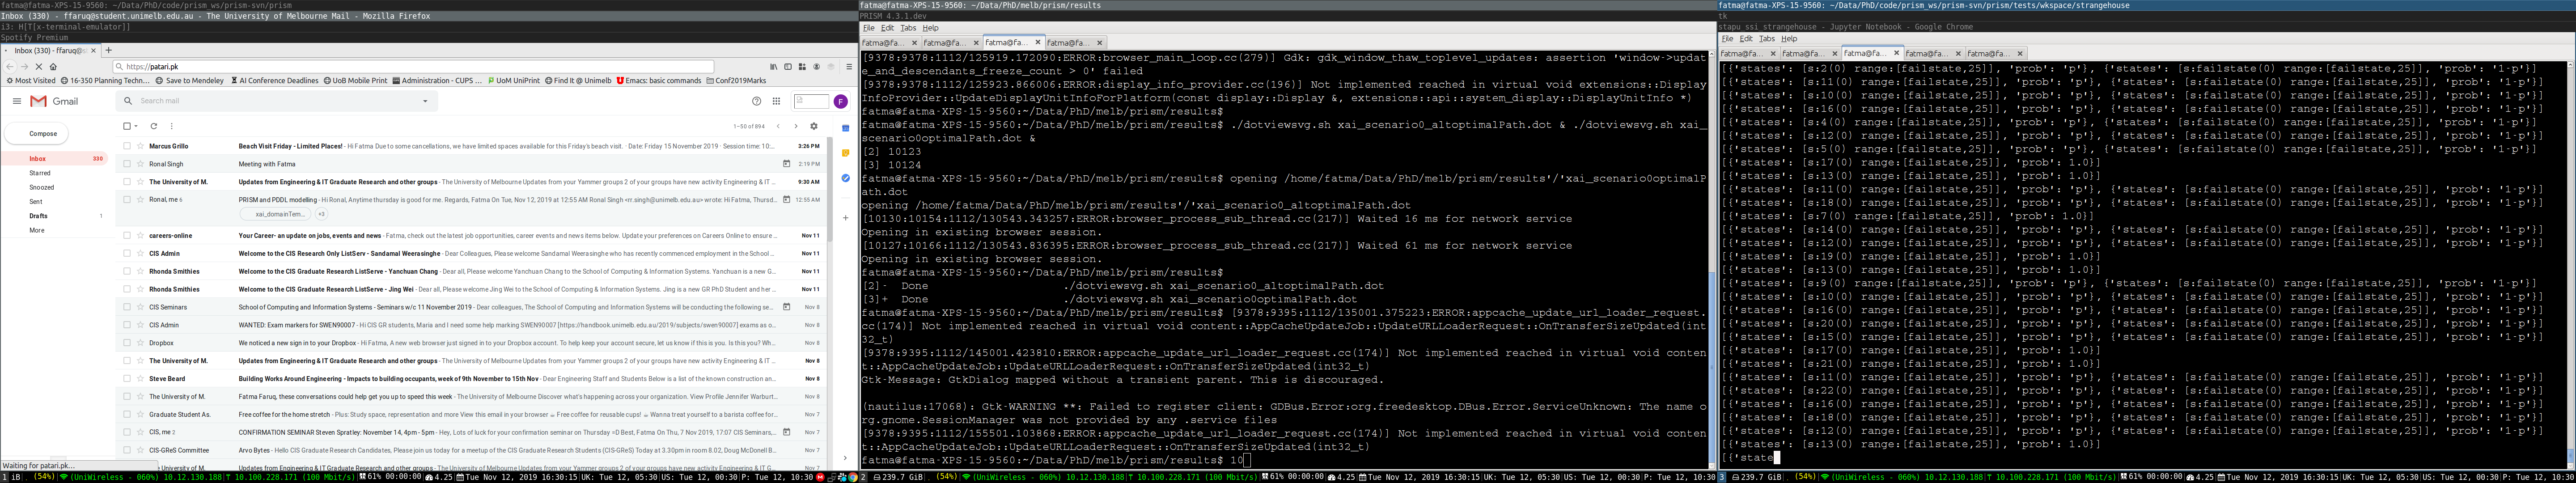 fatma@fatma-XPS-15-9560: ~/Data/PhD/code/prism_ws/prism-svn/prism
Inbox (330) - ffaruq@student.unimelb.edu.au - The University of Melbourne Mail - Mozilla Firefox
i3: H[T[x-terminal-emulator]]
Spotify Premium
Inbox (330) - ffaruq@s
https://patari.pk
Most Visited 16-350 Planning Techn... Save to Mendeley AI Conference Deadlines UoB Mobile Print Administration - CUPS ... UoM UniPrint Find It @ Unimelb Emacs: basic commands Conf2019Marks
Gmail
Search mail
F
Compose
1–50 of 894
Inbox 330
Starred
Snoozed
Sent
Drafts 1
More
Marcus Grillo Beach Visit Friday - Limited Places! - Hi Fatma Due to some cancellations, we have limited spaces available for this Friday's beach visit. · Date: Friday 15 November 2019 · Session time: 10:... 3:26 PM
Ronal Singh Meeting with Fatma 2:19 PM
The University of M. Updates from Engineering & IT Graduate Research and other groups - The University of Melbourne Updates from your Yammer groups 2 of your groups have new activity Engineering & IT ... 9:30 AM
Ronal, me 6 PRISM and PDDL modelling - Hi Ronal, Anytime thursday is good for me. Regards, Fatma On Tue, Nov 12, 2019 at 12:55 AM Ronal Singh <rr.singh@unimelb.edu.au> wrote: Hi Fatma, Thursd... 12:55 AM
xai_domainTem... +3
careers-online Your Career- an update on jobs, events and news - Fatma, check out the latest job opportunities, career events and news items below. Update your preferences on Careers Online to ensure ... Nov 11
CIS Admin Welcome to the CIS Research Only ListServ - Sandamal Weerasinghe - Dear Colleagues, Please welcome Sandamal Weerasinghe who has recently commenced employment in the School ... Nov 11
Rhonda Smithies Welcome to the CIS Graduate Research ListServe - Yanchuan Chang - Dear all, Please welcome Yanchuan Chang to the School of Computing & Information Systems. Yanchuan is a new G... Nov 11
Rhonda Smithies Welcome to the CIS Graduate Research ListServe - Jing Wei - Dear all, Please welcome Jing Wei to the School of Computing & Information Systems. Jing is a new GR PhD Student and her ... Nov 11
CIS Seminars School of Computing and Information Systems - Seminars w/c 11 November 2019 - Dear colleagues, The School of Computing and Information Systems will be conducting the following se... Nov 8
CIS Admin WANTED: Exam markers for SWEN90007 - Hi CIS GR students, Maria and I need some help marking SWEN90007 [https://handbook.unimelb.edu.au/2019/subjects/swen90007] exams as o... Nov 8
Dropbox We noticed a new sign in to your Dropbox - Hi Fatma, A new web browser just signed in to your Dropbox account. To help keep your account secure, let us know if this is you. Is this you? Wh... Nov 8
The University of M. Updates from Engineering & IT Graduate Research and other groups - The University of Melbourne Updates from your Yammer groups 2 of your groups have new activity Engineering & IT ... Nov 8
Steve Beard Building Works Around Engineering - Impacts to building occupants, week of 9th November to 15th Nov - Dear Engineering Staff and Students Below is a list of the known construction an... Nov 8
The University of M. Fatma Faruq, these conversations could help get you up to speed this week - The University of Melbourne Discover what's happening across your organization. View Profile Jennifer Warburt... Nov 8
Graduate Student As. Free coffee for the home stretch - Plus: Study space, representation and more View this email in your browser Free coffee for reusable cups! Wanna treat yourself to a barista coffee for... Nov 7
CIS, me 2 CONFIRMATION SEMINAR Steven Spratley: November 14, 4pm - 5pm - Hey, Lots of luck for your confirmation seminar on Thursday =D Best, Fatma On Thu, 7 Nov 2019, 17:07 CIS Seminars,... Nov 7
CIS-GReS Committee Arvo Bytes - Hello CIS Graduate Research Candidates, Please join us today for a meetup of the CIS Graduate Research Students (CIS-GReS) Today at 3.30pm in room 8.02, Doug McDonell B... Nov 7
University of M. Updates from Engineering & IT Graduate Research and other groups - The University of Melbourne Updates from your Yammer groups 2 of your groups have new activity Engineering & IT ... Nov 6
Waiting for patari.pk...
1 iB (54%) (UniWireless - 060%) 10.12.130.188 10.100.228.171 (100 Mbit/s) 61% 00:00:00 4.25 Tue Nov 12, 2019 16:30:15 UK: Tue 12, 05:30 US: Tue 12, 00:30 P: Tue 12, 10:30
fatma@fatma-XPS-15-9560: ~/Data/PhD/melb/prism/results
PRISM 4.3.1.dev
File Edit Tabs Help
fatma@fa... fatma@fa... fatma@fa... fatma@fa...
[9378:9378:1112/125919.172090:ERROR:browser_main_loop.cc(279)] Gdk: gdk_window_thaw_toplevel_updates: assertion 'window->updat
e_and_descendants_freeze_count > 0' failed
[9378:9378:1112/125923.866006:ERROR:display_info_provider.cc(196)] Not implemented reached in virtual void extensions::Display
InfoProvider::UpdateDisplayUnitInfoForPlatform(const display::Display &, extensions::api::system_display::DisplayUnitInfo *)
fatma@fatma-XPS-15-9560:~/Data/PhD/melb/prism/results$
fatma@fatma-XPS-15-9560:~/Data/PhD/melb/prism/results$ ./dotviewsvg.sh xai_scenario0_altoptimalPath.dot & ./dotviewsvg.sh xai_
scenario0optimalPath.dot &
[2] 10123
[3] 10124
fatma@fatma-XPS-15-9560:~/Data/PhD/melb/prism/results$ opening /home/fatma/Data/PhD/melb/prism/results'/'xai_scenario0optimalP
ath.dot
opening /home/fatma/Data/PhD/melb/prism/results'/'xai_scenario0_altoptimalPath.dot
[10130:10154:1112/130543.343257:ERROR:browser_process_sub_thread.cc(217)] Waited 16 ms for network service
Opening in existing browser session.
[10127:10166:1112/130543.836395:ERROR:browser_process_sub_thread.cc(217)] Waited 61 ms for network service
Opening in existing browser session.
fatma@fatma-XPS-15-9560:~/Data/PhD/melb/prism/results$
[2]- Done ./dotviewsvg.sh xai_scenario0_altoptimalPath.dot
[3]+ Done ./dotviewsvg.sh xai_scenario0optimalPath.dot
fatma@fatma-XPS-15-9560:~/Data/PhD/melb/prism/results$ [9378:9395:1112/135001.375223:ERROR:appcache_update_url_loader_request.
cc(174)] Not implemented reached in virtual void content::AppCacheUpdateJob::UpdateURLLoaderRequest::OnTransferSizeUpdated(int
32_t)
[9378:9395:1112/145001.423810:ERROR:appcache_update_url_loader_request.cc(174)] Not implemented reached in virtual void conten
t::AppCacheUpdateJob::UpdateURLLoaderRequest::OnTransferSizeUpdated(int32_t)
Gtk-Message: GtkDialog mapped without a transient parent. This is discouraged.
(nautilus:17068): Gtk-WARNING **: Failed to register client: GDBus.Error:org.freedesktop.DBus.Error.ServiceUnknown: The name o
rg.gnome.SessionManager was not provided by any .service files
[9378:9395:1112/155501.103868:ERROR:appcache_update_url_loader_request.cc(174)] Not implemented reached in virtual void conten
t::AppCacheUpdateJob::UpdateURLLoaderRequest::OnTransferSizeUpdated(int32_t)
fatma@fatma-XPS-15-9560:~/Data/PhD/melb/prism/results$ 10
2 239.7 GiB (54%) (UniWireless - 060%) 10.12.130.188 10.100.228.171 (100 Mbit/s) 61% 00:00:00 4.25 Tue Nov 12, 2019 16:30:15 UK: Tue 12, 05:30 US: Tue 12, 00:30 P: Tue 12, 10:30
fatma@fatma-XPS-15-9560: ~/Data/PhD/code/prism_ws/prism-svn/prism/tests/wkspace/strangehouse
tk
stapu_ssi_strangehouse - Jupyter Notebook - Google Chrome
File Edit Tabs Help
fatma@fa... fatma@fa... fatma@fa... fatma@fa... fatma@fa...
[{'states': [s:2(0) range:[failstate,25]], 'prob': 'p'}, {'states': [s:failstate(0) range:[failstate,25]], 'prob': '1-p'}]
[{'states': [s:11(0) range:[failstate,25]], 'prob': 'p'}, {'states': [s:failstate(0) range:[failstate,25]], 'prob': '1-p'}]
[{'states': [s:10(0) range:[failstate,25]], 'prob': 'p'}, {'states': [s:failstate(0) range:[failstate,25]], 'prob': '1-p'}]
[{'states': [s:16(0) range:[failstate,25]], 'prob': 'p'}, {'states': [s:failstate(0) range:[failstate,25]], 'prob': '1-p'}]
[{'states': [s:4(0) range:[failstate,25]], 'prob': 'p'}, {'states': [s:failstate(0) range:[failstate,25]], 'prob': '1-p'}]
[{'states': [s:12(0) range:[failstate,25]], 'prob': 'p'}, {'states': [s:failstate(0) range:[failstate,25]], 'prob': '1-p'}]
[{'states': [s:5(0) range:[failstate,25]], 'prob': 'p'}, {'states': [s:failstate(0) range:[failstate,25]], 'prob': '1-p'}]
[{'states': [s:17(0) range:[failstate,25]], 'prob': 1.0}]
[{'states': [s:13(0) range:[failstate,25]], 'prob': 1.0}]
[{'states': [s:11(0) range:[failstate,25]], 'prob': 'p'}, {'states': [s:failstate(0) range:[failstate,25]], 'prob': '1-p'}]
[{'states': [s:18(0) range:[failstate,25]], 'prob': 'p'}, {'states': [s:failstate(0) range:[failstate,25]], 'prob': '1-p'}]
[{'states': [s:7(0) range:[failstate,25]], 'prob': 1.0}]
[{'states': [s:14(0) range:[failstate,25]], 'prob': 'p'}, {'states': [s:failstate(0) range:[failstate,25]], 'prob': '1-p'}]
[{'states': [s:12(0) range:[failstate,25]], 'prob': 'p'}, {'states': [s:failstate(0) range:[failstate,25]], 'prob': '1-p'}]
[{'states': [s:19(0) range:[failstate,25]], 'prob': 1.0}]
[{'states': [s:13(0) range:[failstate,25]], 'prob': 1.0}]
[{'states': [s:9(0) range:[failstate,25]], 'prob': 'p'}, {'states': [s:failstate(0) range:[failstate,25]], 'prob': '1-p'}]
[{'states': [s:10(0) range:[failstate,25]], 'prob': 'p'}, {'states': [s:failstate(0) range:[failstate,25]], 'prob': '1-p'}]
[{'states': [s:16(0) range:[failstate,25]], 'prob': 'p'}, {'states': [s:failstate(0) range:[failstate,25]], 'prob': '1-p'}]
[{'states': [s:20(0) range:[failstate,25]], 'prob': 'p'}, {'states': [s:failstate(0) range:[failstate,25]], 'prob': '1-p'}]
[{'states': [s:15(0) range:[failstate,25]], 'prob': 'p'}, {'states': [s:failstate(0) range:[failstate,25]], 'prob': '1-p'}]
[{'states': [s:17(0) range:[failstate,25]], 'prob': 1.0}]
[{'states': [s:21(0) range:[failstate,25]], 'prob': 1.0}]
[{'states': [s:11(0) range:[failstate,25]], 'prob': 'p'}, {'states': [s:failstate(0) range:[failstate,25]], 'prob': '1-p'}]
[{'states': [s:22(0) range:[failstate,25]], 'prob': 'p'}, {'states': [s:failstate(0) range:[failstate,25]], 'prob': '1-p'}]
[{'states': [s:16(0) range:[failstate,25]], 'prob': 'p'}, {'states': [s:failstate(0) range:[failstate,25]], 'prob': '1-p'}]
[{'states': [s:18(0) range:[failstate,25]], 'prob': 'p'}, {'states': [s:failstate(0) range:[failstate,25]], 'prob': '1-p'}]
[{'states': [s:12(0) range:[failstate,25]], 'prob': 'p'}, {'states': [s:failstate(0) range:[failstate,25]], 'prob': '1-p'}]
[{'states': [s:13(0) range:[failstate,25]], 'prob': 1.0}]
[{'state
3 239.7 GiB (54%) (UniWireless - 060%) 10.12.130.188 10.100.228.171 (100 Mbit/s) 61% 00:00:00 4.25 Tue Nov 12, 2019 16:30:15 UK: Tue 12, 05:30 US: Tue 12, 00:30 P: Tue 12, 10:30